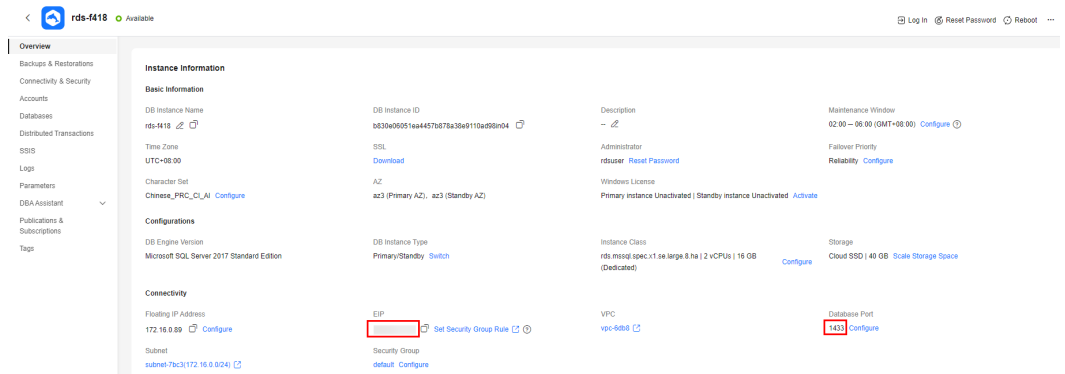 rds-f418 Available
Log In Reset Password Reboot ···
Overview
Backups & Restorations
Connectivity & Security
Accounts
Databases
Distributed Transactions
SSIS
Logs
Parameters
DBA Assistant
Publications &
Subscriptions
Tags
Instance Information
Basic Information
DB Instance Name DB Instance ID Description Maintenance Window
rds-f418 b830e06051ea4457b878a38e9110ad98in04 -- 02:00 – 06:00 (GMT+08:00) Configure
Time Zone SSL Administrator Failover Priority
UTC+08:00 Download rdsuser Reset Password Reliability Configure
Character Set AZ Windows License
Chinese_PRC_CI_AI Configure az3 (Primary AZ), az3 (Standby AZ) Primary instance Unactivated | Standby instance Unactivated Activate
Configurations
DB Engine Version DB Instance Type Instance Class Storage
Microsoft SQL Server 2017 Standard Edition Primary/Standby Switch rds.mssql.spec.x1.se.large.8.ha | 2 vCPUs | 16 GB Configure Cloud SSD | 40 GB Scale Storage Space
(Dedicated)
Connectivity
Floating IP Address EIP VPC Database Port
172.16.0.89 Configure Set Security Group Rule vpc-6db8 1433 Configure
Subnet Security Group
subnet-7bc3(172.16.0.0/24) default Configure